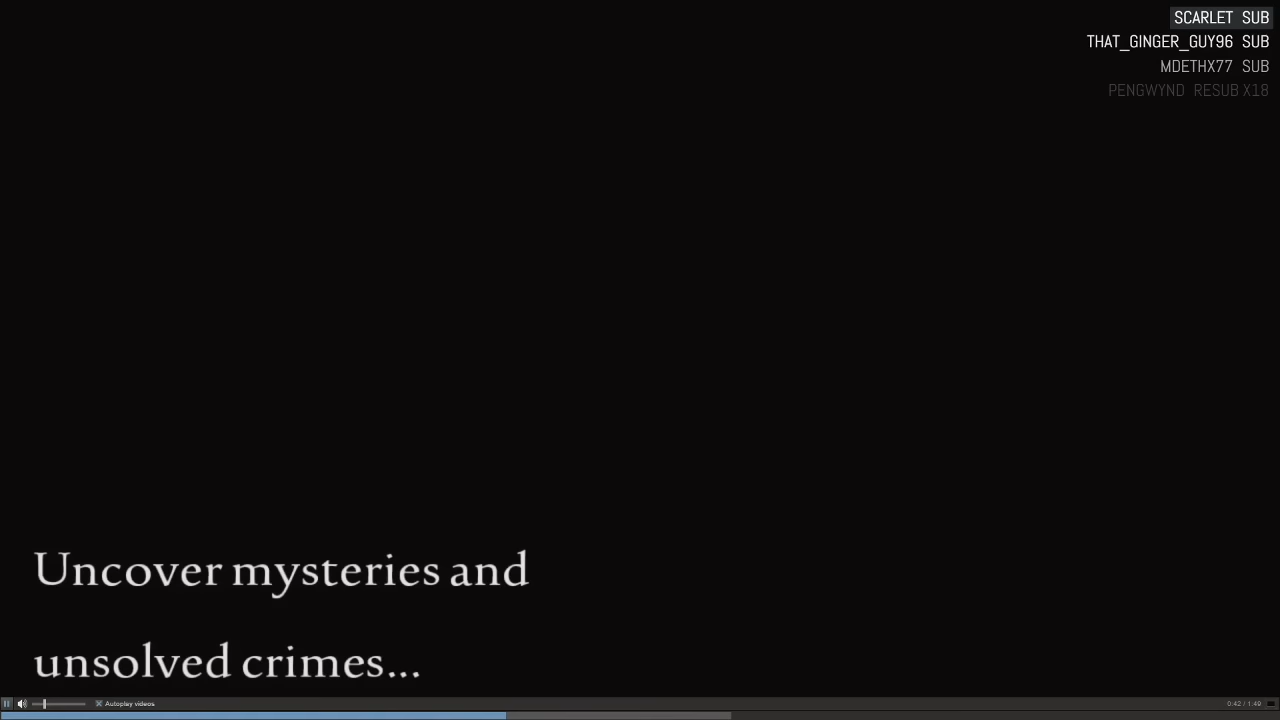 SCARLET SUB
THAT_GINGER_GUY96 SUB
MDETHX77 SUB
PENGWYND RESUB X18
Uncover mysteries and
unsolved crimes...
Autoplay videos
0:42 / 1:49